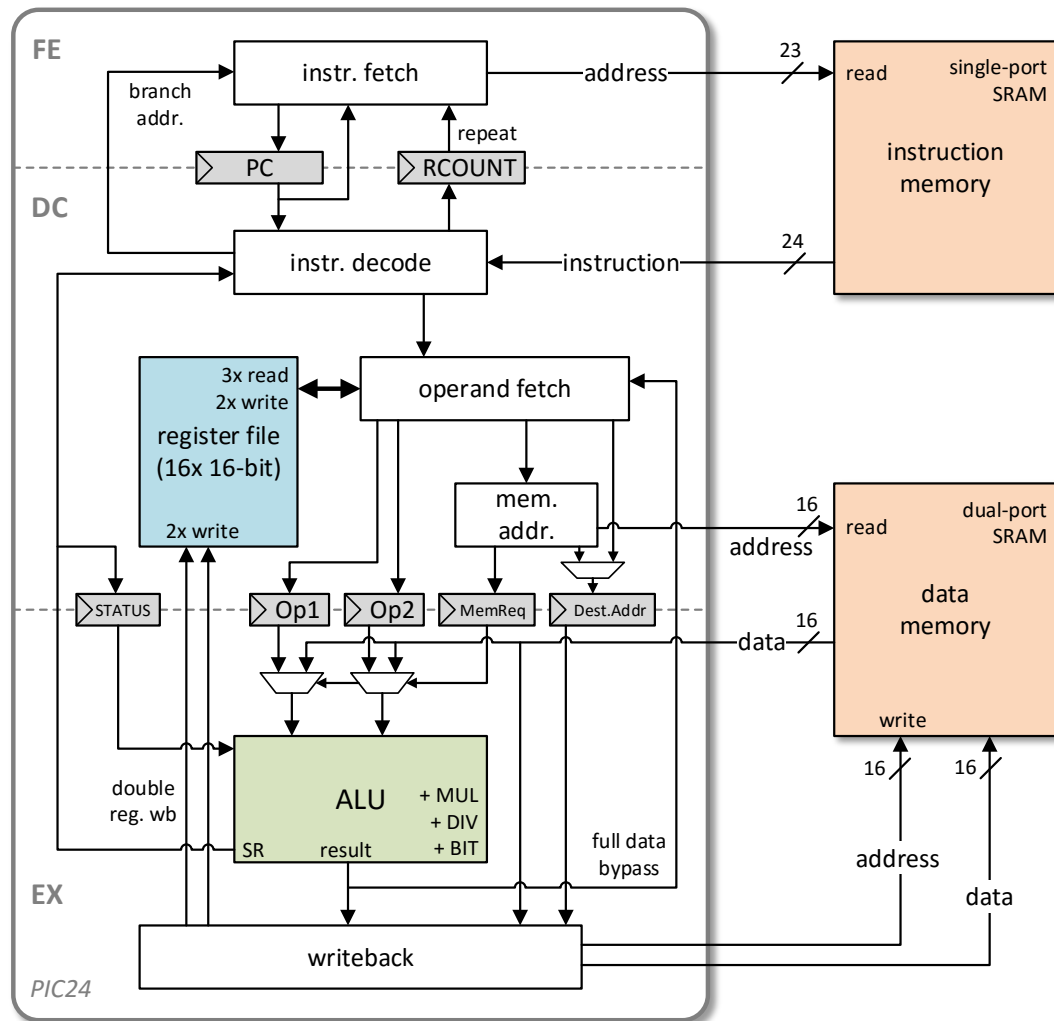 FE
instr. fetch
address
23
read
single-port
SRAM
instruction
memory
branch
addr.
repeat
PC
RCOUNT
DC
instr. decode
instruction
24
3x read
2x write
register file
(16x 16-bit)
2x write
operand fetch
mem.
addr.
16
address
read
dual-port
SRAM
data
memory
STATUS
Op1
Op2
MemReq
Dest.Addr
data
16
write
16
16
double
reg. wb
ALU
+ MUL
+ DIV
+ BIT
SR
result
full data
bypass
address
data
EX
writeback
PIC24